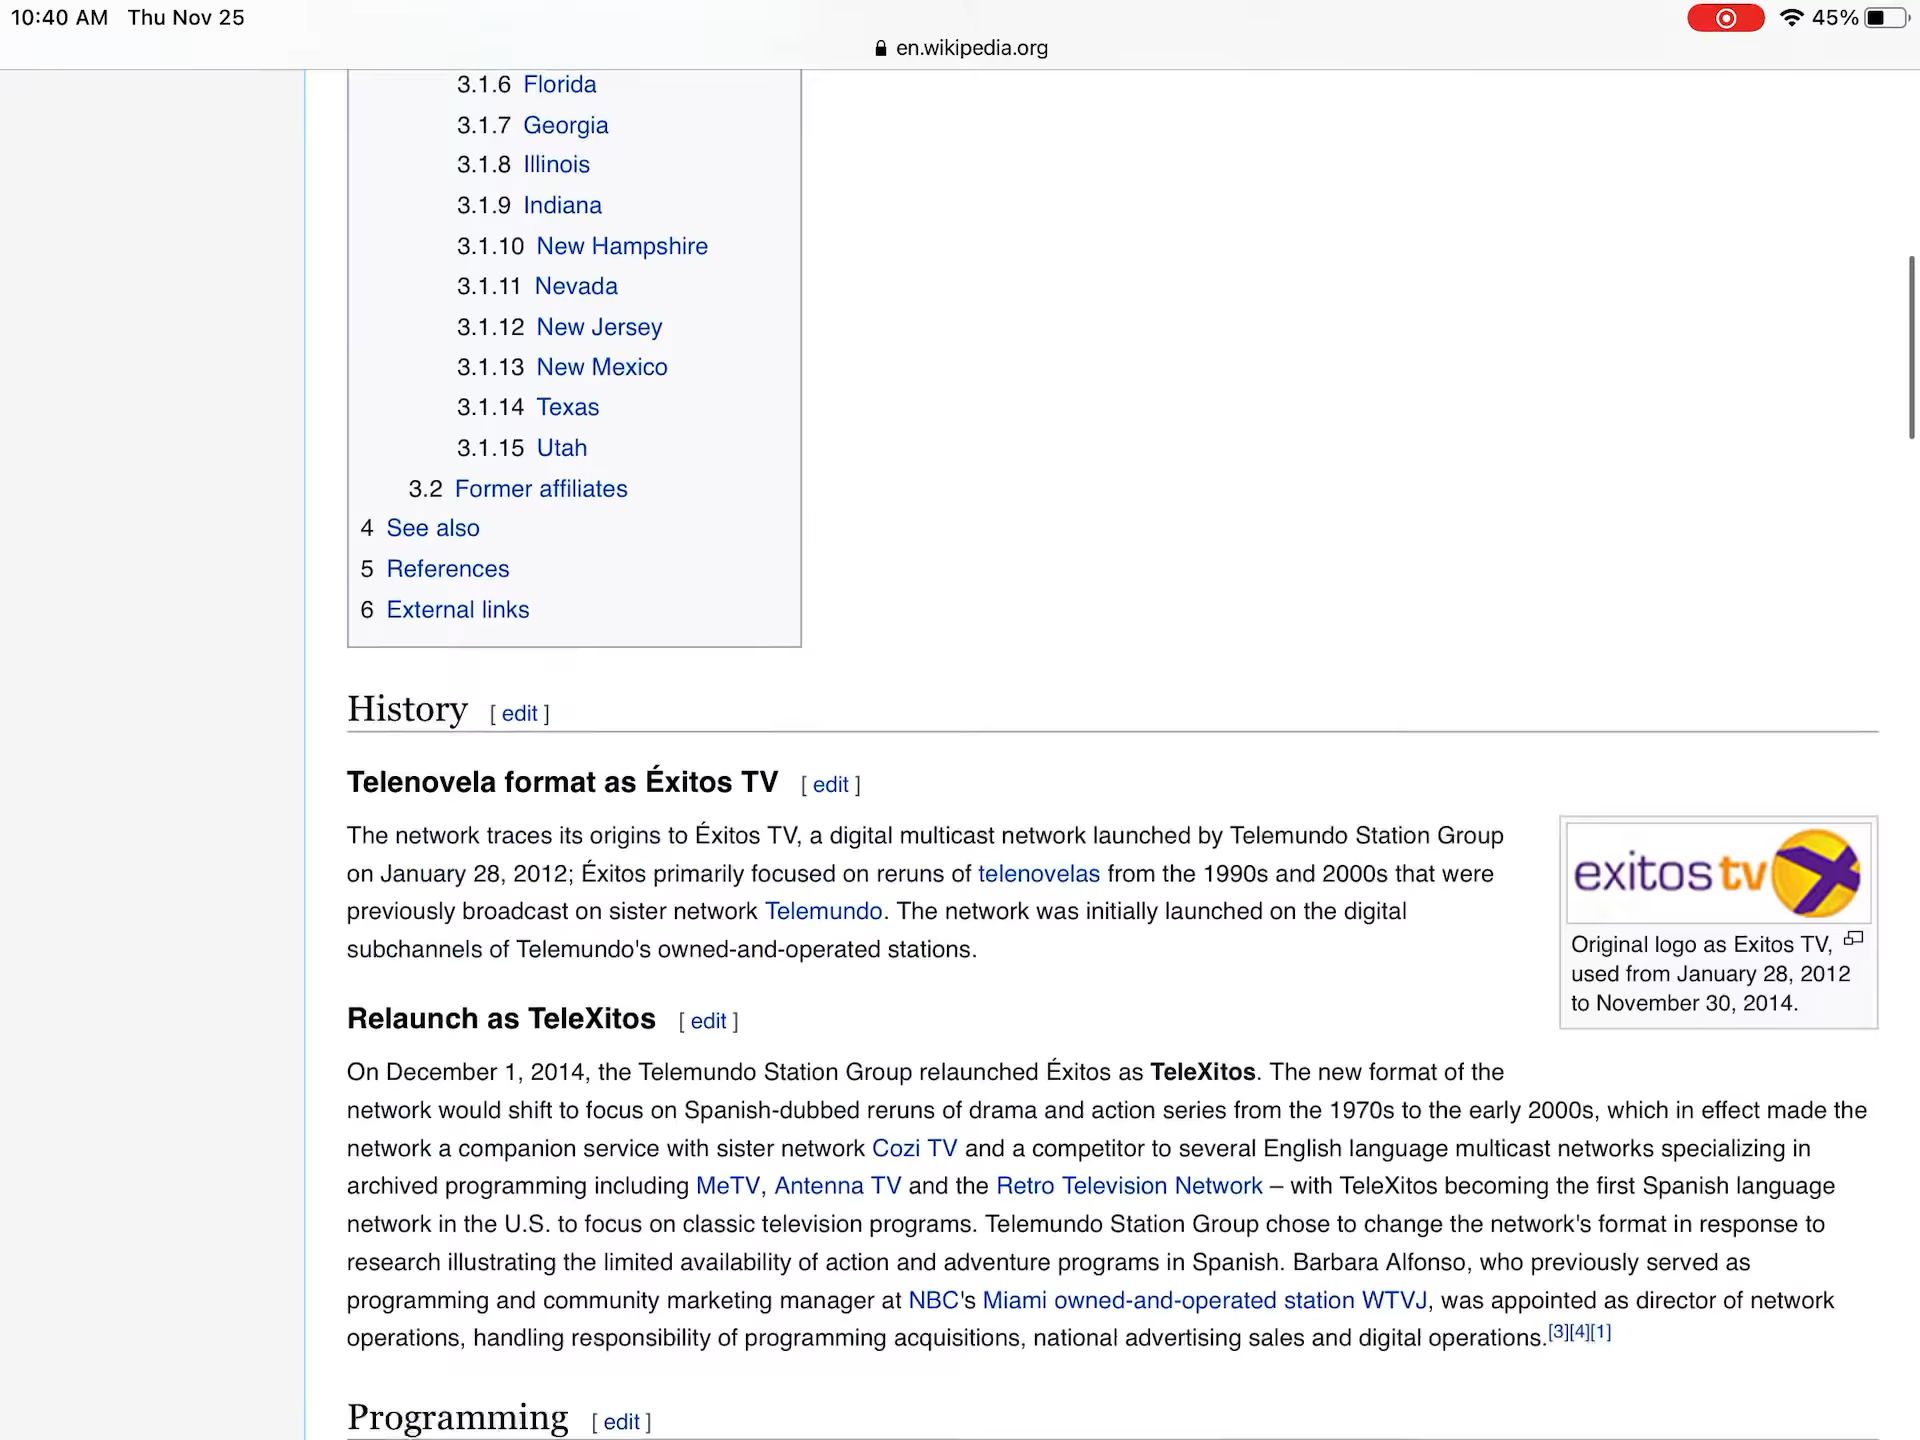 10:40 AM Thu Nov 25
45%
en.wikipedia.org
3.1.6 Florida
3.1.7 Georgia
3.1.8 Illinois
3.1.9 Indiana
3.1.10 New Hampshire
3.1.11 Nevada
3.1.12 New Jersey
3.1.13 New Mexico
3.1.14 Texas
3.1.15 Utah
3.2 Former affiliates
4 See also
5 References
6 External links
History [ edit ]
Telenovela format as Éxitos TV [ edit ]
The network traces its origins to Éxitos TV, a digital multicast network launched by Telemundo Station Group
on January 28, 2012; Éxitos primarily focused on reruns of telenovelas from the 1990s and 2000s that were
previously broadcast on sister network Telemundo. The network was initially launched on the digital
subchannels of Telemundo's owned-and-operated stations.
exitos tv
Original logo as Exitos TV,
used from January 28, 2012
to November 30, 2014.
Relaunch as TeleXitos [ edit ]
On December 1, 2014, the Telemundo Station Group relaunched Éxitos as TeleXitos. The new format of the
network would shift to focus on Spanish-dubbed reruns of drama and action series from the 1970s to the early 2000s, which in effect made the
network a companion service with sister network Cozi TV and a competitor to several English language multicast networks specializing in
archived programming including MeTV, Antenna TV and the Retro Television Network – with TeleXitos becoming the first Spanish language
network in the U.S. to focus on classic television programs. Telemundo Station Group chose to change the network's format in response to
research illustrating the limited availability of action and adventure programs in Spanish. Barbara Alfonso, who previously served as
programming and community marketing manager at NBC's Miami owned-and-operated station WTVJ, was appointed as director of network
operations, handling responsibility of programming acquisitions, national advertising sales and digital operations.[3][4][1]
Programming [ edit ]